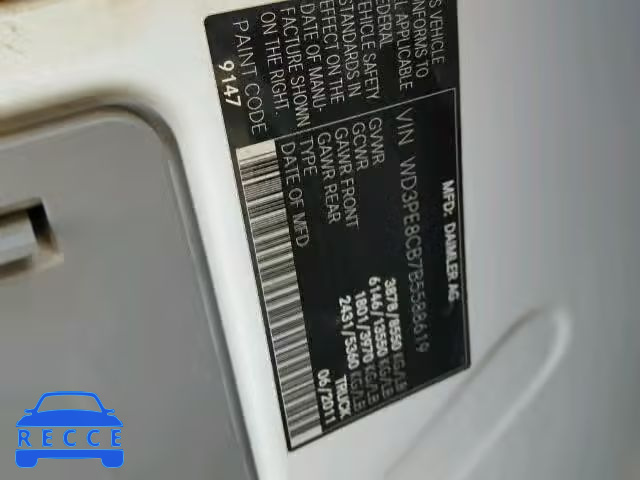 MFD: DAIMLER AG
VIN WD3PE8CB7B5588619
GVWR 3878/8550 KG/LB
GCWR 6146/13550 KG/LB
GAWR FRONT 1801/3970 KG/LB
GAWR REAR 2431/5360 KG/LB
TYPE TRUCK
DATE OF MFD 06/2011
S VEHICLE
ONFORMS TO
L APPLICABLE
EDERAL
VEHICLE SAFETY
STANDARDS IN
EFFECT ON THE
DATE OF MANU-
FACTURE SHOWN
ON THE RIGHT.
PAINT CODE
9147
RECCE